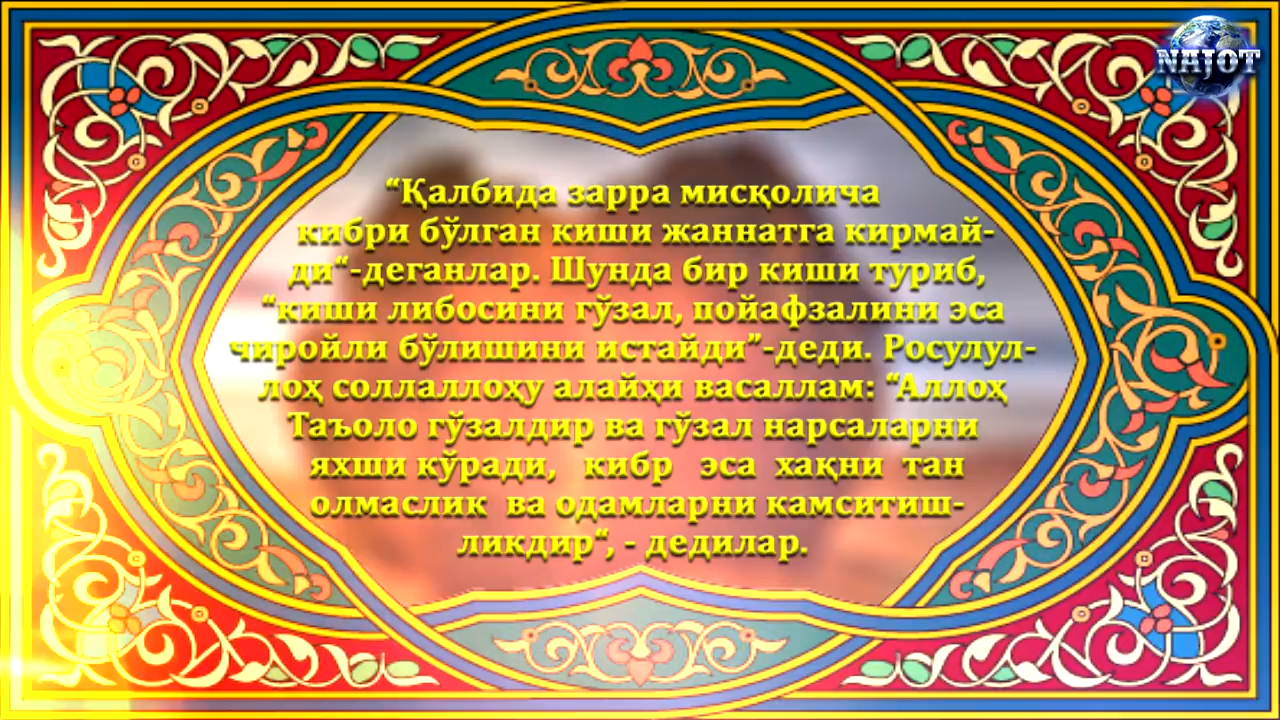 NAJOT
“Қалбида зарра мисқолича
кибри бўлган киши жаннатга кирмай-
ди“-деганлар. Шунда бир киши туриб,
“киши либосини гўзал, пойафзалини эса
чиройли бўлишини истайди”-деди. Росулул-
лоҳ соллаллоҳу алайҳи васаллам: “Аллоҳ
Таъоло гўзалдир ва гўзал нарсаларни
яхши кўради, кибр эса хақни тан
олмаслик ва одамларни камситиш-
ликдир“, - дедилар.